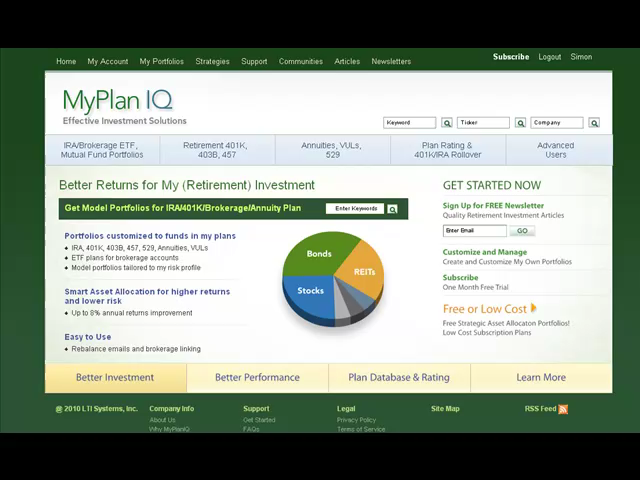 Home My Account My Portfolios Strategies Support Communities Articles Newsletters
Subscribe Logout Simon
MyPlan IQ
Effective Investment Solutions
Keyword Ticker Company
IRA/Brokerage ETF, Mutual Fund Portfolios
Retirement 401K, 403B, 457
Annuities, VULs, 529
Plan Rating & 401K/IRA Rollover
Advanced Users
Better Returns for My (Retirement) Investment
Get Model Portfolios for IRA/401K/Brokerage/Annuity Plan
Enter Keywords
Portfolios customized to funds in my plans
IRA, 401K, 403B, 457, 529, Annuities, VULs
ETF plans for brokerage accounts
Model portfolios tailored to my risk profile
Smart Asset Allocation for higher returns
and lower risk
Up to 8% annual returns improvement
Easy to Use
Rebalance emails and brokerage linking
Bonds
REITs
Stocks
GET STARTED NOW
Sign Up for FREE Newsletter
Quality Retirement Investment Articles
Enter Email GO
Customize and Manage
Create and Customize My Own Portfolios
Subscribe
One Month Free Trial
Free or Low Cost
Free Strategic Asset Allocaton Portfolios!
Low Cost Subscription Plans
Better Investment Better Performance Plan Database & Rating Learn More
@ 2010 LTI Systems, Inc. Company Info Support Legal Site Map RSS Feed
About Us Get Started Privacy Policy
Why MyPlanIQ FAQs Terms of Service